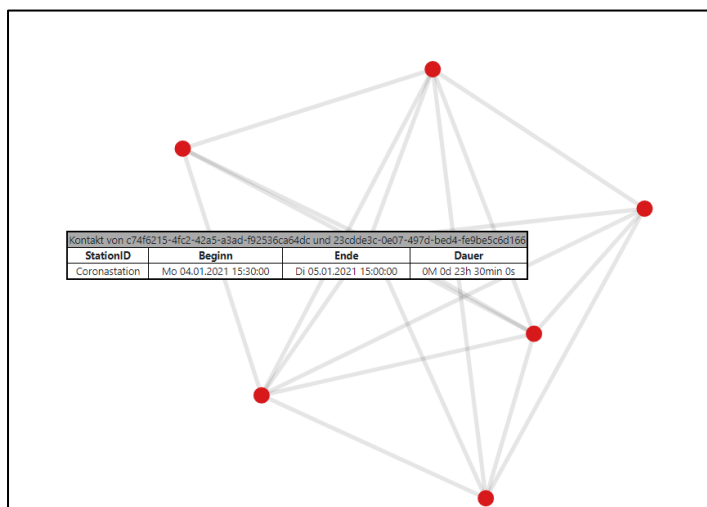 Kontakt von c74f6215-4fc2-42a5-a3ad-f92536ca64dc und 23cdde3c-0e07-497d-bed4-fe9be5c6d166
StationID Beginn Ende Dauer
Coronastation Mo 04.01.2021 15:30:00 Di 05.01.2021 15:00:00 0M 0d 23h 30min 0s